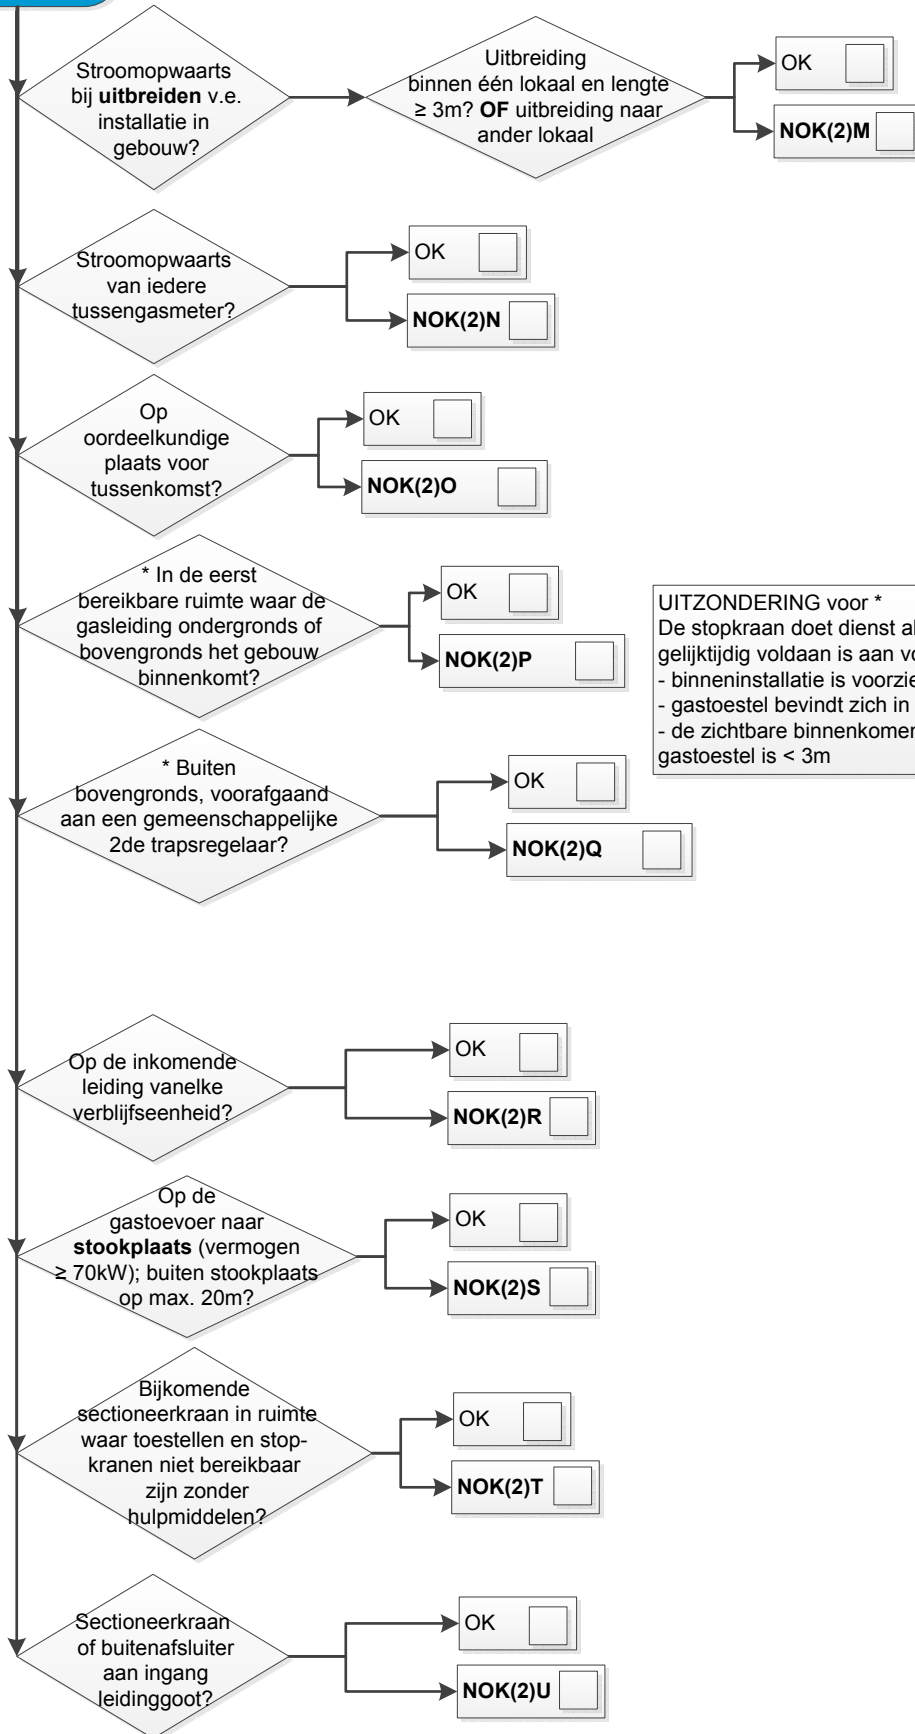 Stroomopwaarts
bij uitbreiden v.e.
installatie in
gebouw?
Uitbreiding
binnen één lokaal en lengte
≥ 3m? OF uitbreiding naar
ander lokaal
OK
NOK(2)M
Stroomopwaarts
van iedere
tussengasmeter?
OK
NOK(2)N
Op
oordeelkundige
plaats voor
tussenkomst?
OK
NOK(2)O
* In de eerst
bereikbare ruimte waar de
gasleiding ondergronds of
bovengronds het gebouw
binnenkomt?
OK
NOK(2)P
UITZONDERING voor *
De stopkraan doet dienst al
gelijktijdig voldaan is aan vo
- binneninstallatie is voorzie
- gastoestel bevindt zich in
- de zichtbare binnenkomen
gastoestel is < 3m
* Buiten
bovengronds, voorafgaand
aan een gemeenschappelijke
2de trapsregelaar?
OK
NOK(2)Q
Op de inkomende
leiding vanelke
verblijfseenheid?
OK
NOK(2)R
Op de
gastoevoer naar
stookplaats (vermogen
≥ 70kW); buiten stookplaats
op max. 20m?
OK
NOK(2)S
Bijkomende
sectioneerkraan in ruimte
waar toestellen en stop-
kranen niet bereikbaar
zijn zonder
hulpmiddelen?
OK
NOK(2)T
Sectioneerkraan
of buitenafsluiter
aan ingang
leidinggoot?
OK
NOK(2)U